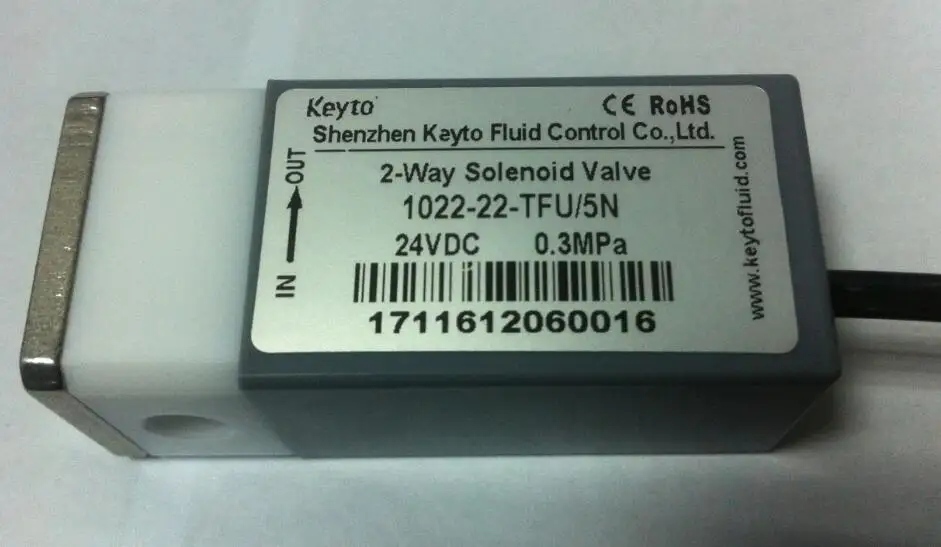 Keyto
CE RoHS
Shenzhen Keyto Fluid Control Co.,Ltd.
2-Way Solenoid Valve
1022-22-TFU/5N
24VDC 0.3MPa
1711612060016
IN → OUT
www.keytofluid.com